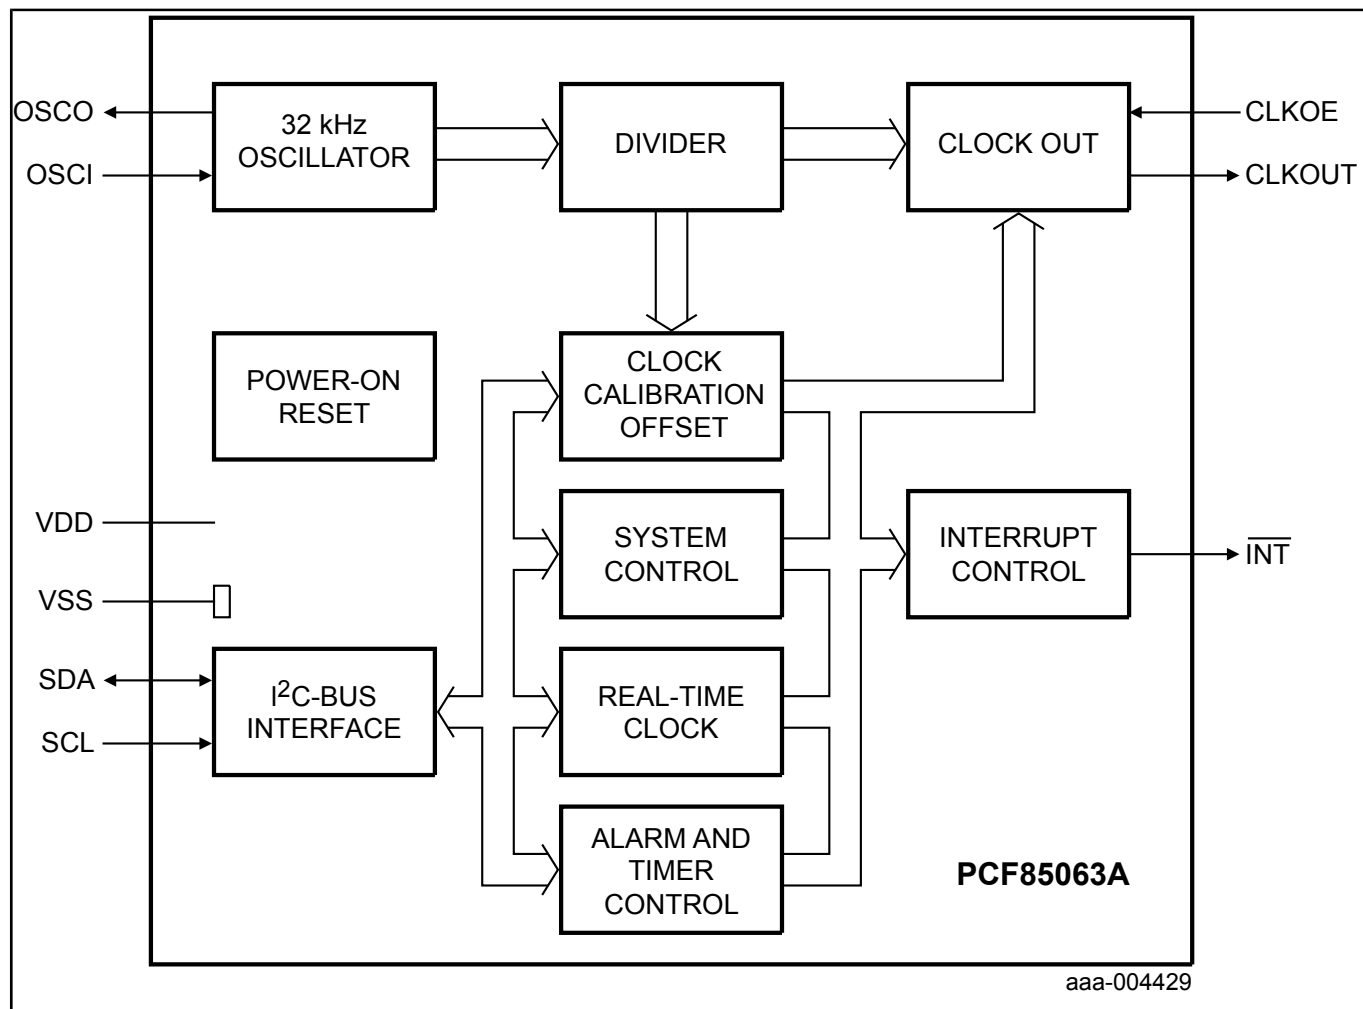 OSCO
OSCI
32 kHz
OSCILLATOR
DIVIDER
CLOCK OUT
CLKOE
CLKOUT
POWER-ON
RESET
CLOCK
CALIBRATION
OFFSET
VDD
VSS
SYSTEM
CONTROL
INTERRUPT
CONTROL
INT
SDA
SCL
I²C-BUS
INTERFACE
REAL-TIME
CLOCK
ALARM AND
TIMER
CONTROL
PCF85063A
aaa-004429